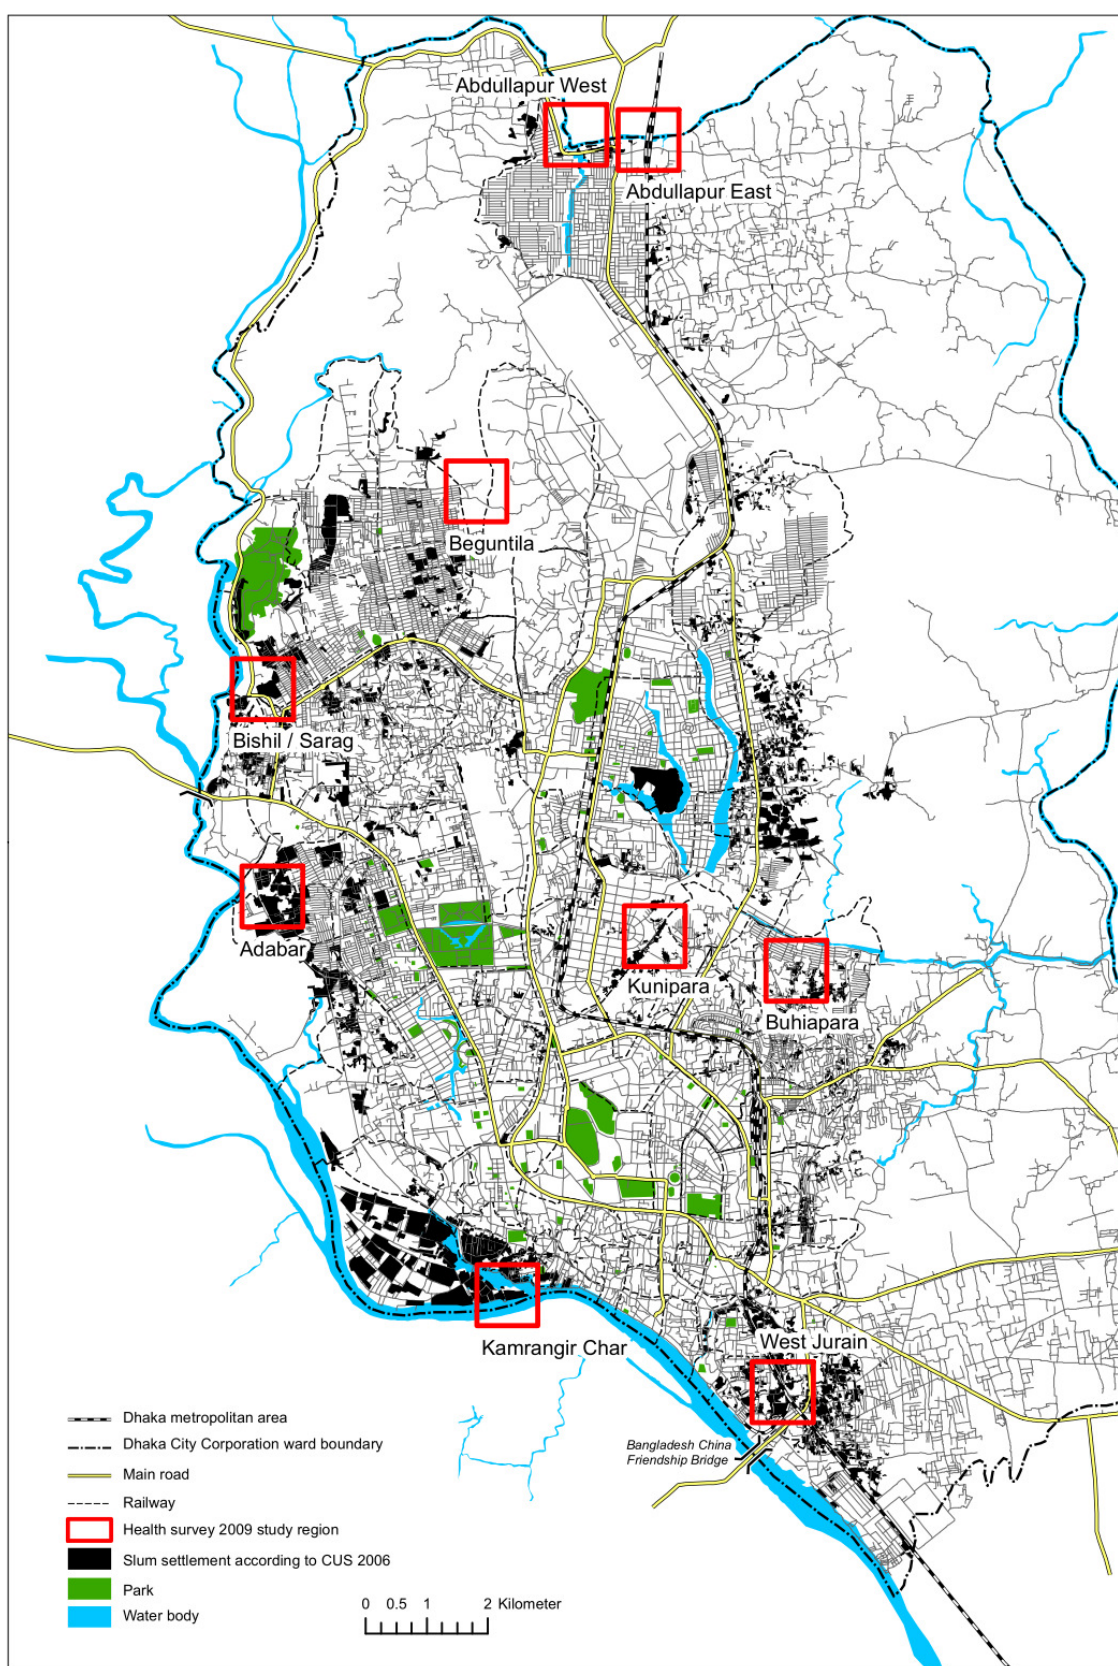 Abdullapur West
Abdullapur East
Beguntila
Bishil / Sarag
Adabar
Kunipara
Buhiapara
Kamrangir Char
West Jurain
Bangladesh China
Friendship Bridge
Dhaka metropolitan area
Dhaka City Corporation ward boundary
Main road
Railway
Health survey 2009 study region
Slum settlement according to CUS 2006
Park
Water body
0 0.5 1 2 Kilometer